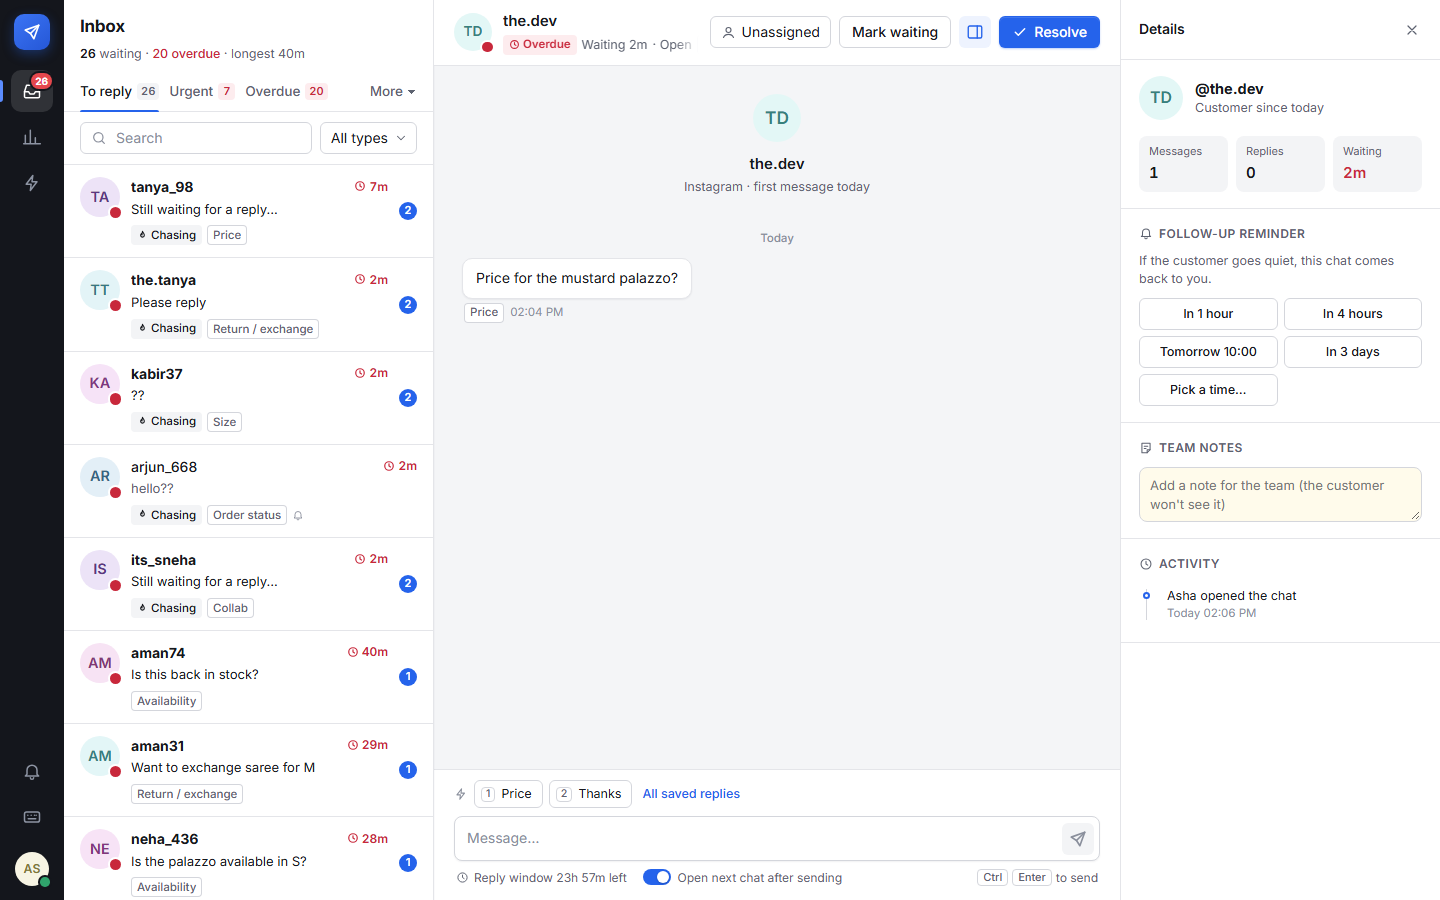 26
AS
Inbox
26 waiting · 20 overdue · longest 40m
To reply 26 Urgent 7 Overdue 20 More
Search
All types
TA tanya_98 7m
Still waiting for a reply... 2
Chasing Price
TT the.tanya 2m
Please reply 2
Chasing Return / exchange
KA kabir37 2m
?? 2
Chasing Size
AR arjun_668 2m
hello??
Chasing Order status
IS its_sneha 2m
Still waiting for a reply... 2
Chasing Collab
AM aman74 40m
Is this back in stock? 1
Availability
AM aman31 29m
Want to exchange saree for M 1
Return / exchange
NE neha_436 28m
Is the palazzo available in S? 1
Availability
TD the.dev
Overdue Waiting 2m · Open
Unassigned
Mark waiting
Resolve
TD
the.dev
Instagram · first message today
Today
Price for the mustard palazzo?
Price 02:04 PM
1 Price 2 Thanks All saved replies
Message...
Reply window 23h 57m left Open next chat after sending Ctrl Enter to send
Details
TD @the.dev
Customer since today
Messages Replies Waiting
1 0 2m
FOLLOW-UP REMINDER
If the customer goes quiet, this chat comes
back to you.
In 1 hour In 4 hours
Tomorrow 10:00 In 3 days
Pick a time...
TEAM NOTES
Add a note for the team (the customer
won't see it)
ACTIVITY
Asha opened the chat
Today 02:06 PM